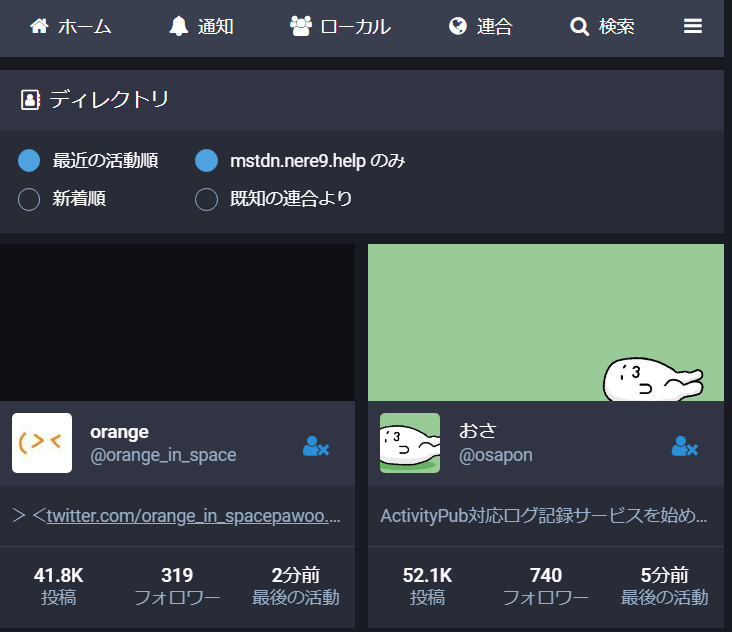 ホーム 通知 ローカル 連合 検索
ディレクトリ
最近の活動順 mstdn.nere9.help のみ
新着順 既知の連合より
orange
@orange_in_space
＞＜twitter.com/orange_in_spacepawoo....
41.8K 319 2分前
投稿 フォロワー 最後の活動
おさ
@osapon
ActivityPub対応ログ記録サービスを始め...
52.1K 740 5分前
投稿 フォロワー 最後の活動